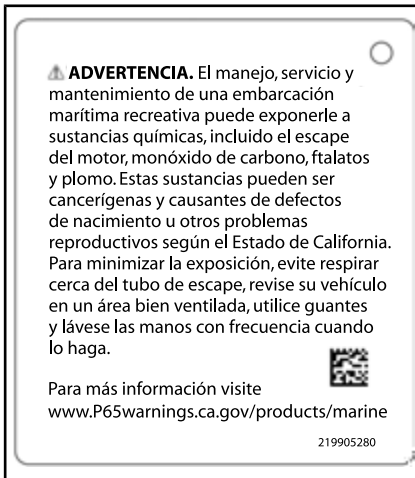 ⚠ ADVERTENCIA. El manejo, servicio y
mantenimiento de una embarcación
marítima recreativa puede exponerle a
sustancias químicas, incluido el escape
del motor, monóxido de carbono, ftalatos
y plomo. Estas sustancias pueden ser
cancerígenas y causantes de defectos
de nacimiento u otros problemas
reproductivos según el Estado de California.
Para minimizar la exposición, evite respirar
cerca del tubo de escape, revise su vehículo
en un área bien ventilada, utilice guantes
y lávese las manos con frecuencia cuando
lo haga.
Para más información visite
www.P65warnings.ca.gov/products/marine
219905280